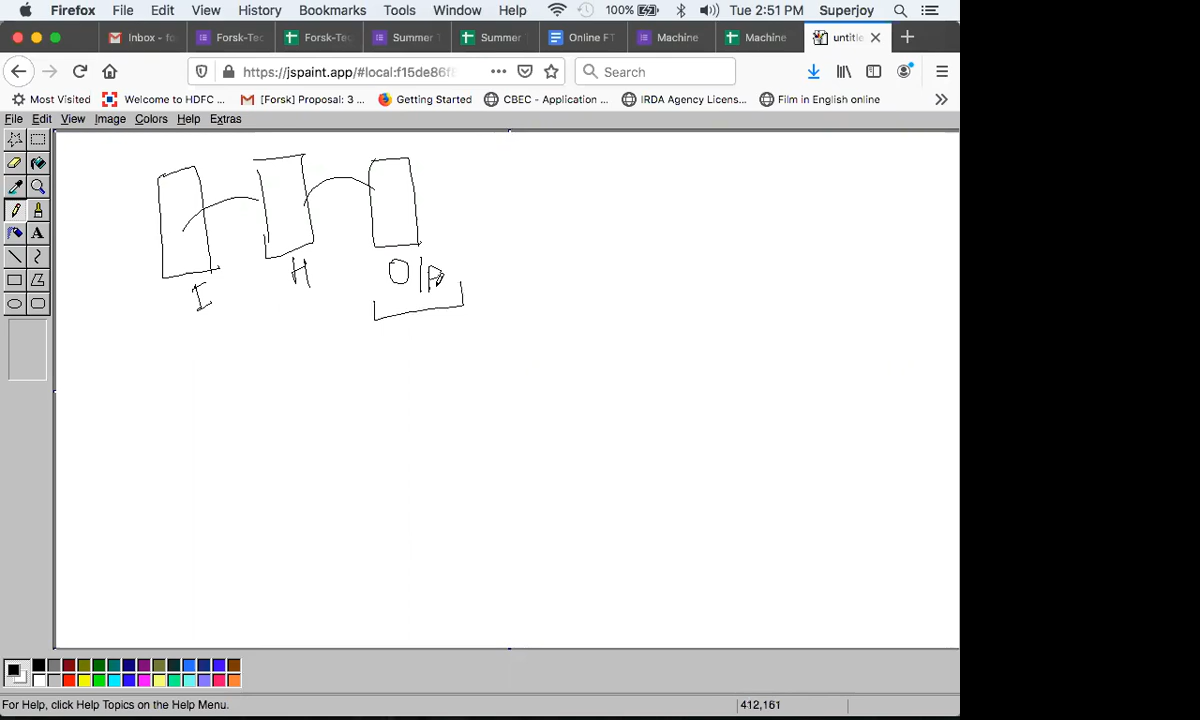 Firefox File Edit View History Bookmarks Tools Window Help 100% Tue 2:51 PM Superjoy
Inbox - fo Forsk-Tec Forsk-Tec Summer T Summer Online FT Machine Machine untitle
https://jspaint.app/#local:f15de86f8 Search
Most Visited Welcome to HDFC ... [Forsk] Proposal: 3 ... Getting Started CBEC - Application ... IRDA Agency Licens... Film in English online
File Edit View Image Colors Help Extras
I H O|P
For Help, click Help Topics on the Help Menu. 412,161